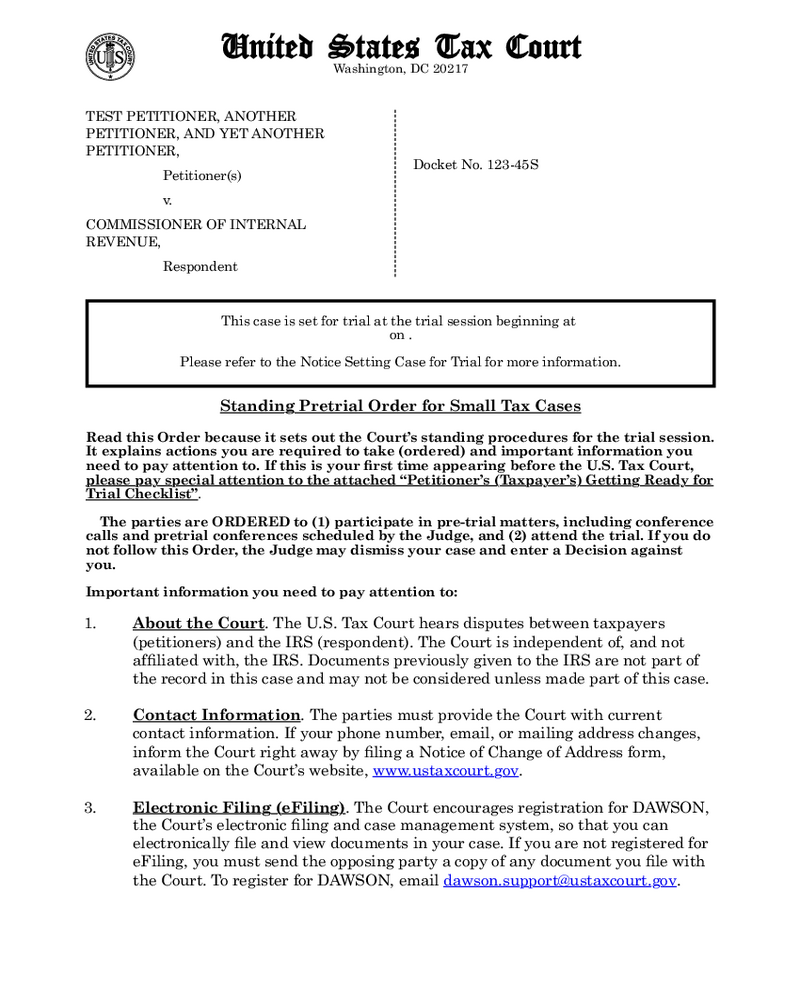 UNITED STATES TAX COURT
US
United States Tax Court
Washington, DC 20217
TEST PETITIONER, ANOTHER
PETITIONER, AND YET ANOTHER
PETITIONER,
Petitioner(s)
v.
COMMISSIONER OF INTERNAL
REVENUE,
Respondent
Docket No. 123-45S
This case is set for trial at the trial session beginning at
on .
Please refer to the Notice Setting Case for Trial for more information.
Standing Pretrial Order for Small Tax Cases
Read this Order because it sets out the Court’s standing procedures for the trial session.
It explains actions you are required to take (ordered) and important information you
need to pay attention to. If this is your first time appearing before the U.S. Tax Court,
please pay special attention to the attached “Petitioner’s (Taxpayer’s) Getting Ready for
Trial Checklist”.
The parties are ORDERED to (1) participate in pre-trial matters, including conference
calls and pretrial conferences scheduled by the Judge, and (2) attend the trial. If you do
not follow this Order, the Judge may dismiss your case and enter a Decision against
you.
Important information you need to pay attention to:
1. About the Court. The U.S. Tax Court hears disputes between taxpayers
(petitioners) and the IRS (respondent). The Court is independent of, and not
affiliated with, the IRS. Documents previously given to the IRS are not part of
the record in this case and may not be considered unless made part of this case.
2. Contact Information. The parties must provide the Court with current
contact information. If your phone number, email, or mailing address changes,
inform the Court right away by filing a Notice of Change of Address form,
available on the Court’s website, www.ustaxcourt.gov.
3. Electronic Filing (eFiling). The Court encourages registration for DAWSON,
the Court’s electronic filing and case management system, so that you can
electronically file and view documents in your case. If you are not registered for
eFiling, you must send the opposing party a copy of any document you file with
the Court. To register for DAWSON, email dawson.support@ustaxcourt.gov.